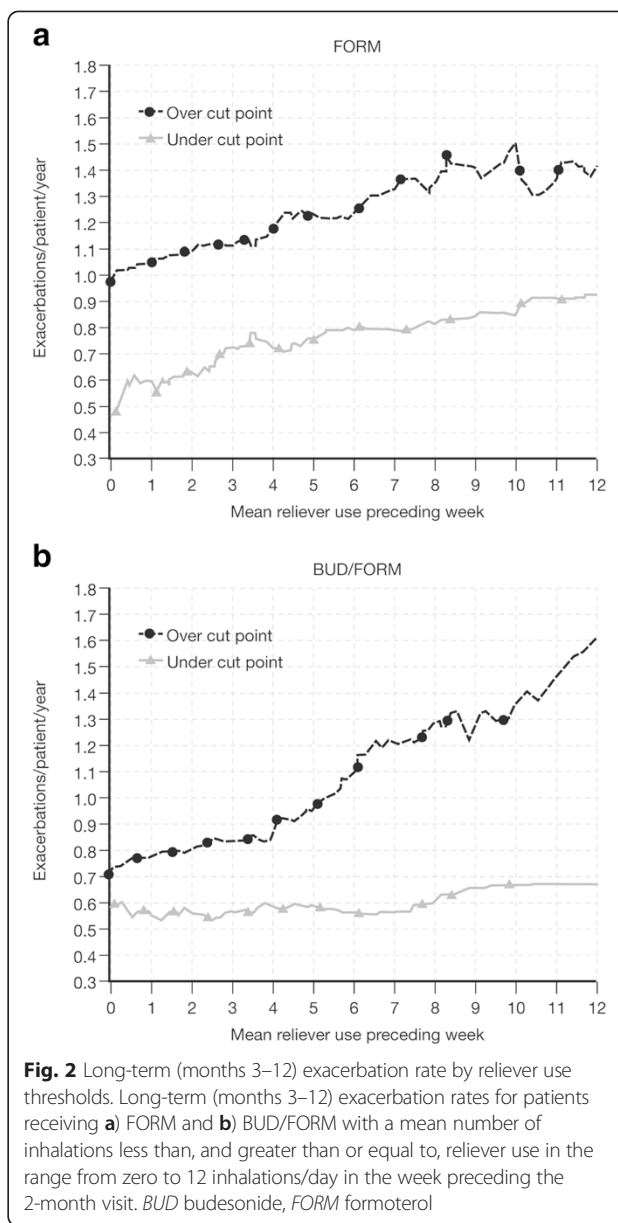 a
FORM
1.8
1.7
1.6
1.5
1.4
1.3
1.2
1.1
1.0
0.9
0.8
0.7
0.6
0.5
0.4
0.3
Exacerbations/patient/year
Over cut point
Under cut point
0 1 2 3 4 5 6 7 8 9 10 11 12
Mean reliever use preceding week
b
BUD/FORM
1.8
1.7
1.6
1.5
1.4
1.3
1.2
1.1
1.0
0.9
0.8
0.7
0.6
0.5
0.4
0.3
Exacerbations/patient/year
Over cut point
Under cut point
0 1 2 3 4 5 6 7 8 9 10 11 12
Mean reliever use preceding week
Fig. 2 Long-term (months 3–12) exacerbation rate by reliever use
thresholds. Long-term (months 3–12) exacerbation rates for patients
receiving a) FORM and b) BUD/FORM with a mean number of
inhalations less than, and greater than or equal to, reliever use in the
range from zero to 12 inhalations/day in the week preceding the
2-month visit. BUD budesonide, FORM formoterol